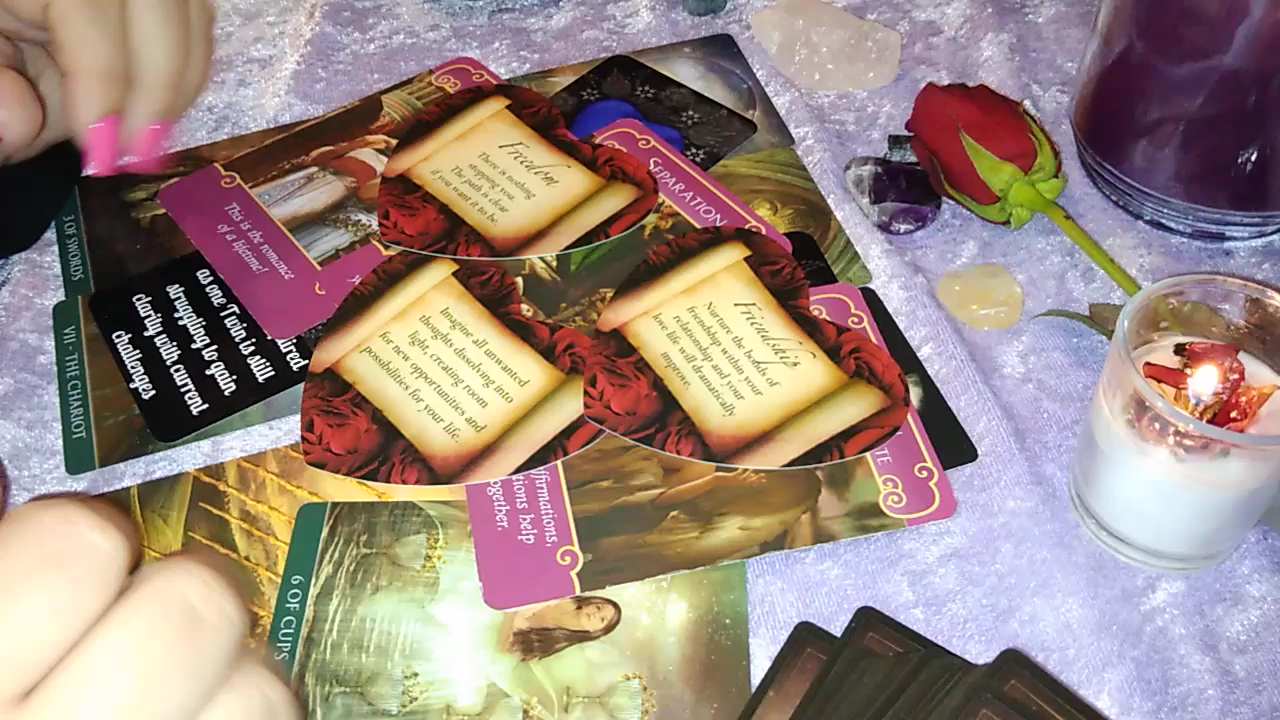 Freedom
There is nothing
stopping you.
The path is clear
if you want it to be.
SEPARATION
3 OF SWORDS
This is the romance
of a lifetime!
as one Twin is still
struggling to gain
clarity with current
challenges
VII - THE CHARIOT
Imagine all unwanted
thoughts dissolving into
light, creating room
for new opportunities and
possibilities for your life.
Friendship
Nurture the bonds of
friendship within your
relationship and your
love life will dramatically
improve.
help
6 OF CUPS